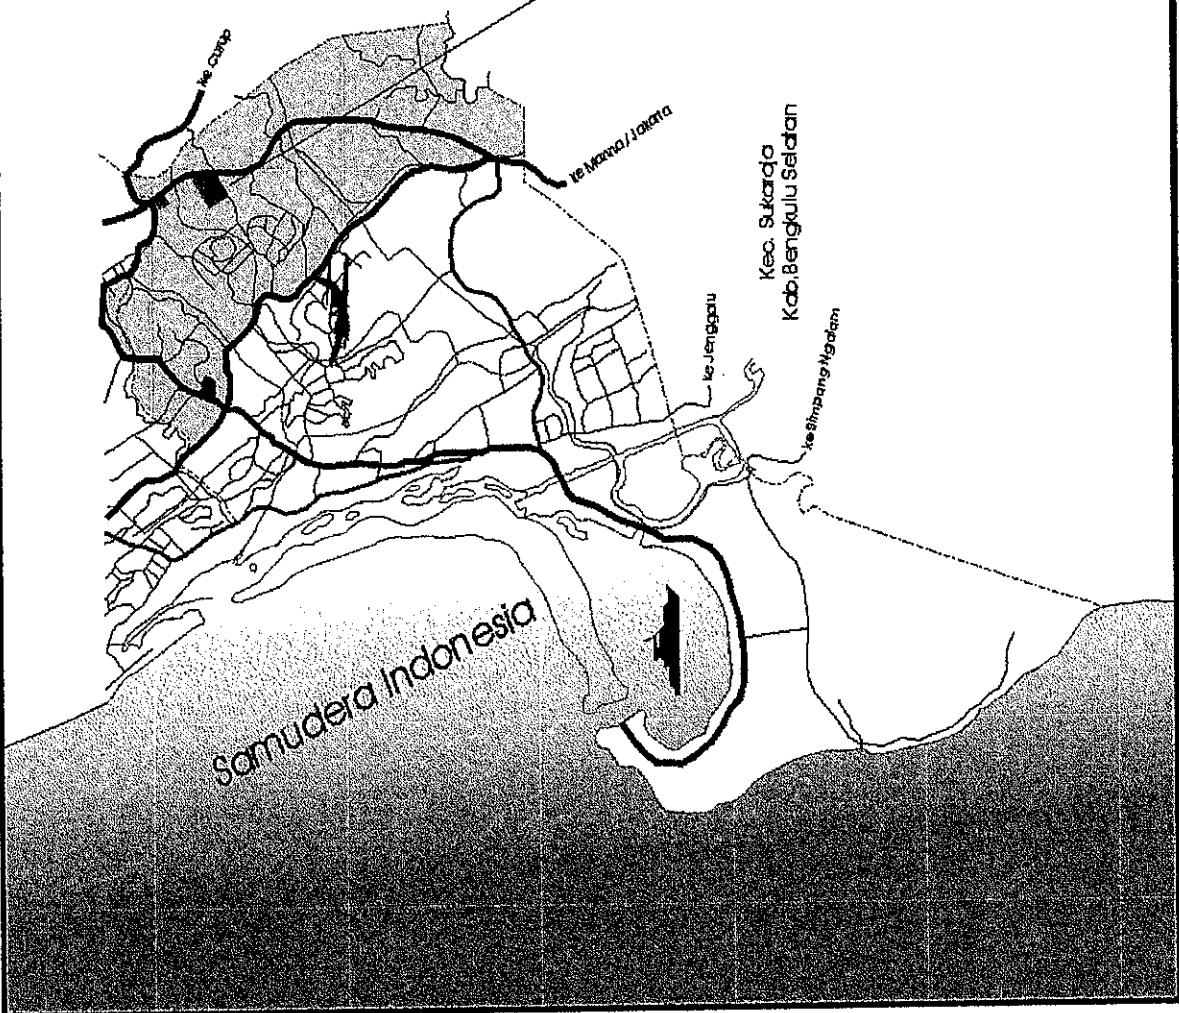 ke Curup
ke Manna / Jakarta
Kec. Sukaraja
Kab. Bengkulu Selatan
ke Jenggalu
ke Simpang Ngalam
Samudera Indonesia